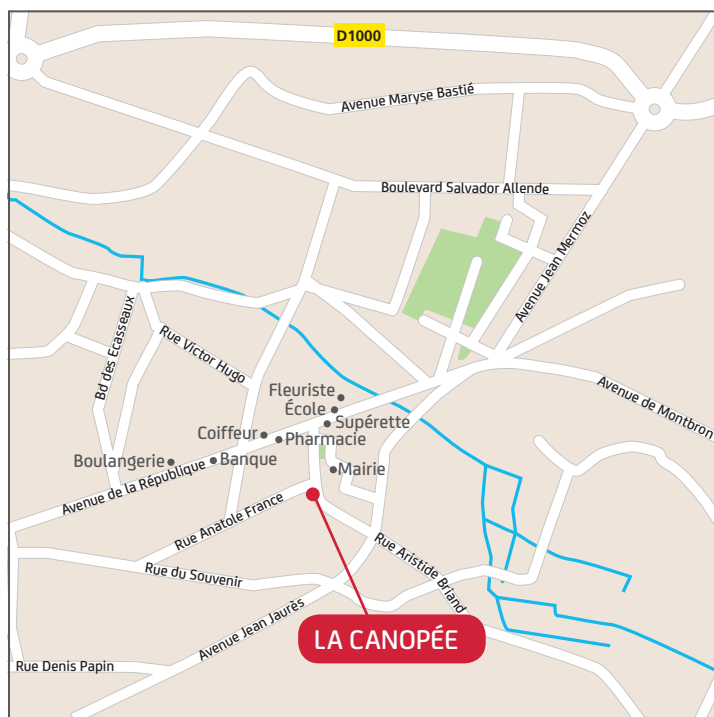 D1000
Avenue Maryse Bastié
Boulevard Salvador Allende
Avenue Jean Mermoz
Bd des Ecasseaux
Rue Victor Hugo
Avenue de Montbron
Fleuriste
École
Supérette
Coiffeur
Pharmacie
Boulangerie
Banque
Mairie
Avenue de la République
Rue Anatole France
Rue Aristide Briand
Rue du Souvenir
Avenue Jean Jaurès
LA CANOPÉE
Rue Denis Papin